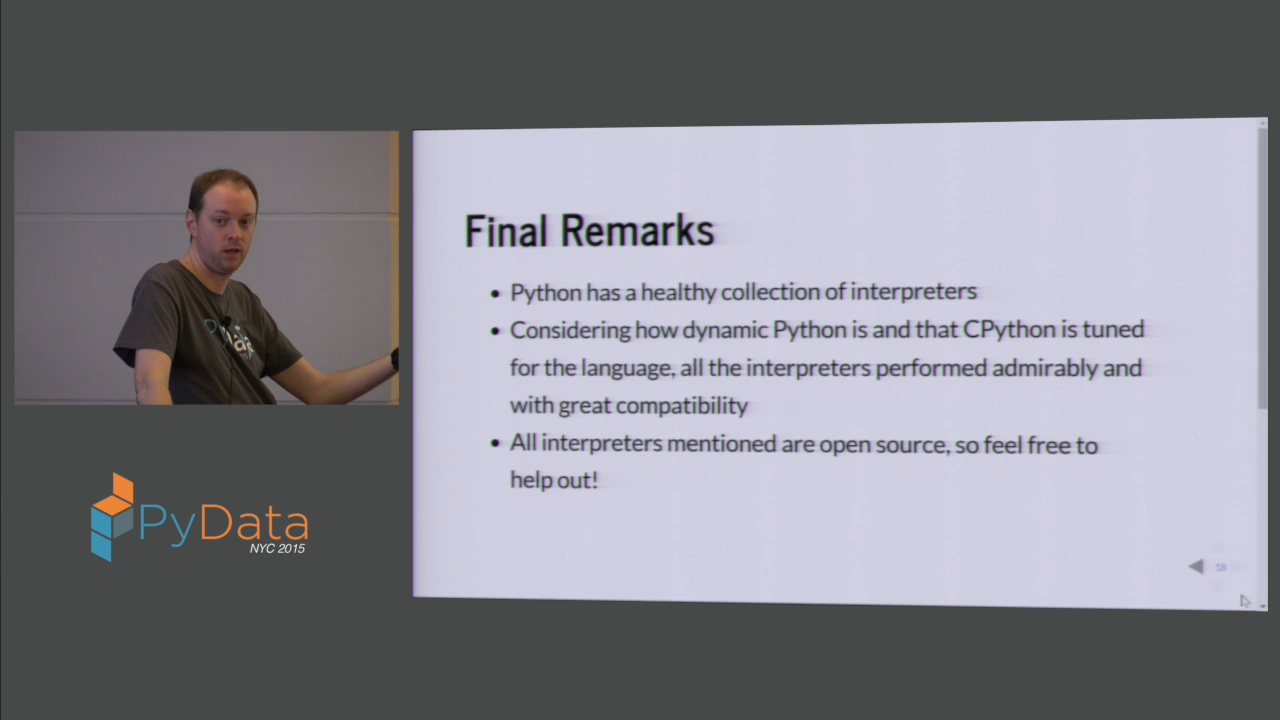 Final Remarks
• Python has a healthy collection of interpreters
• Considering how dynamic Python is and that CPython is tuned
for the language, all the interpreters performed admirably and
with great compatibility
• All interpreters mentioned are open source, so feel free to
help out!
18
PyData
NYC 2015